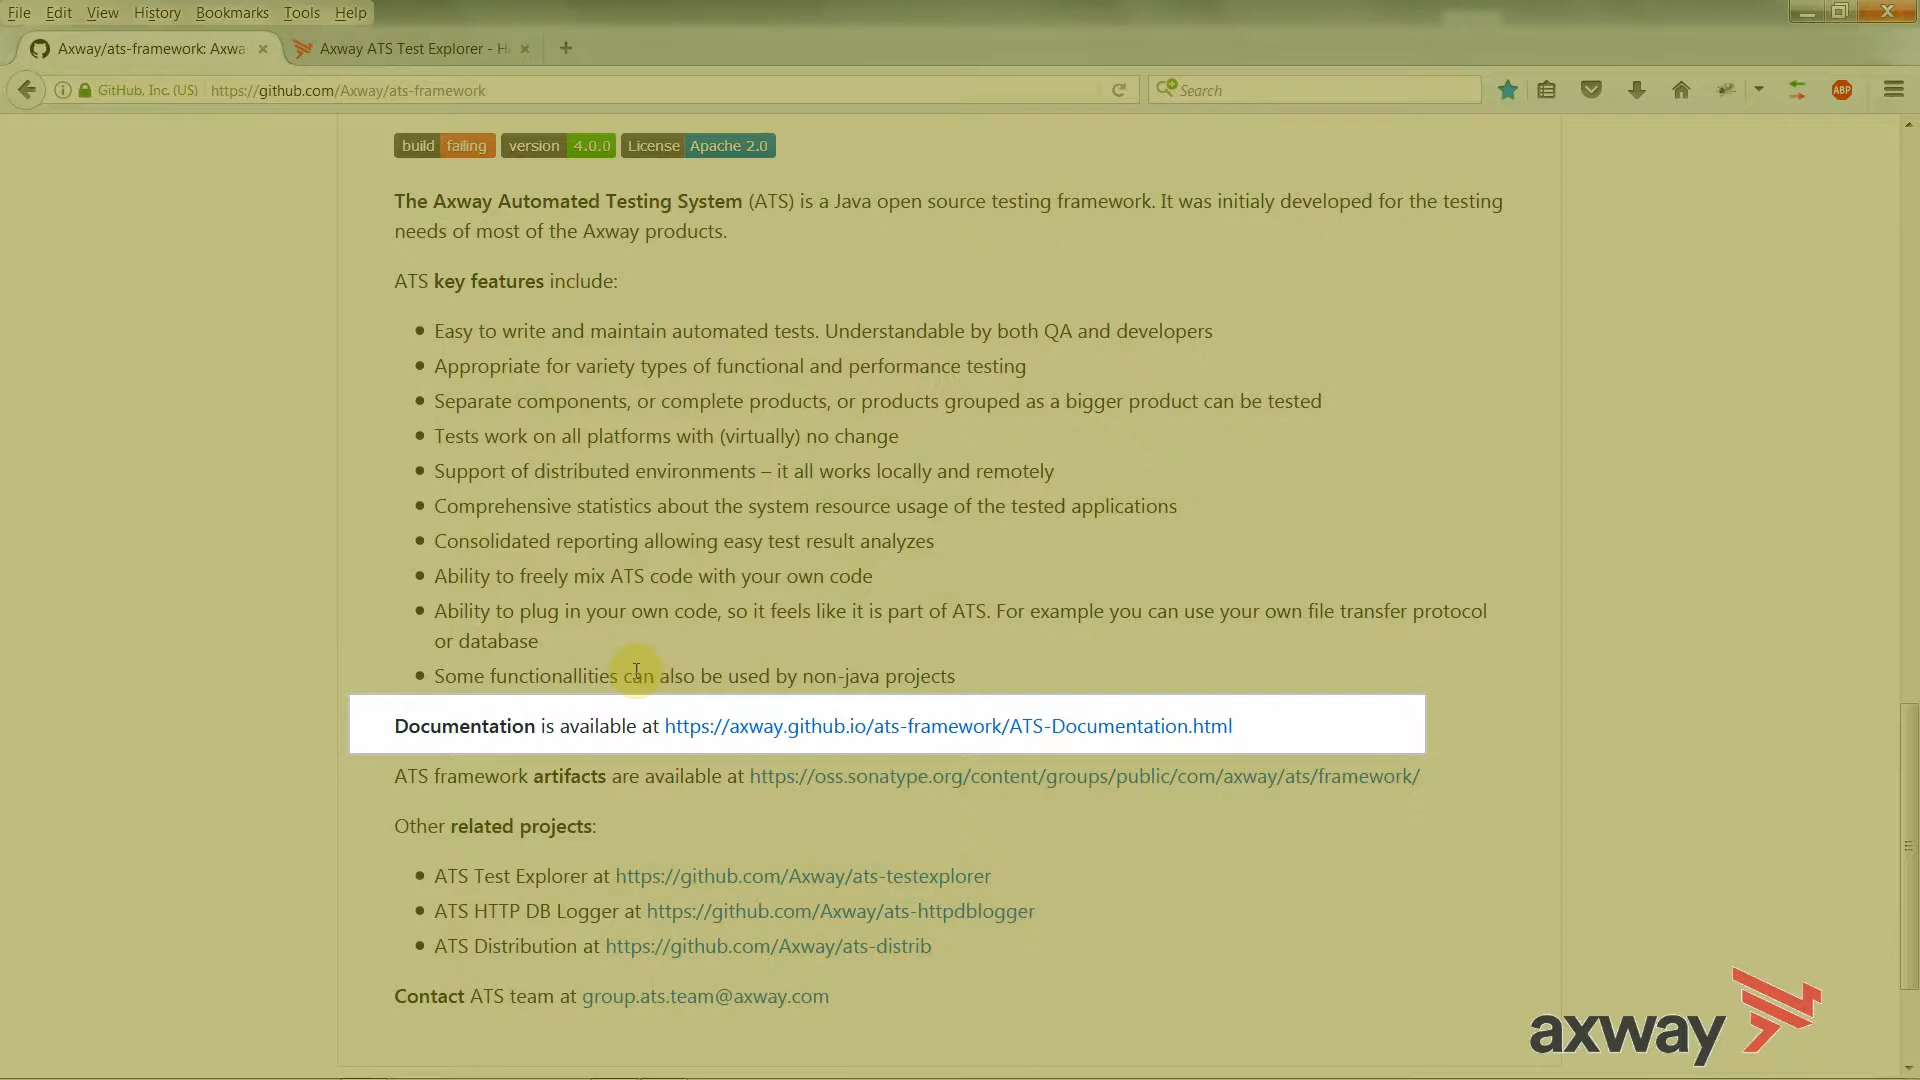 File Edit View History Bookmarks Tools Help
Axway/ats-framework: Axwa
Axway ATS Test Explorer - H
GitHub, Inc. (US) https://github.com/Axway/ats-framework
Search
ABP
build failing version 4.0.0 License Apache 2.0
The Axway Automated Testing System (ATS) is a Java open source testing framework. It was initialy developed for the testing
needs of most of the Axway products.
ATS key features include:
Easy to write and maintain automated tests. Understandable by both QA and developers
Appropriate for variety types of functional and performance testing
Separate components, or complete products, or products grouped as a bigger product can be tested
Tests work on all platforms with (virtually) no change
Support of distributed environments – it all works locally and remotely
Comprehensive statistics about the system resource usage of the tested applications
Consolidated reporting allowing easy test result analyzes
Ability to freely mix ATS code with your own code
Ability to plug in your own code, so it feels like it is part of ATS. For example you can use your own file transfer protocol
or database
Some functionallities can also be used by non-java projects
Documentation is available at https://axway.github.io/ats-framework/ATS-Documentation.html
ATS framework artifacts are available at https://oss.sonatype.org/content/groups/public/com/axway/ats/framework/
Other related projects:
ATS Test Explorer at https://github.com/Axway/ats-testexplorer
ATS HTTP DB Logger at https://github.com/Axway/ats-httpdblogger
ATS Distribution at https://github.com/Axway/ats-distrib
Contact ATS team at group.ats.team@axway.com
axway